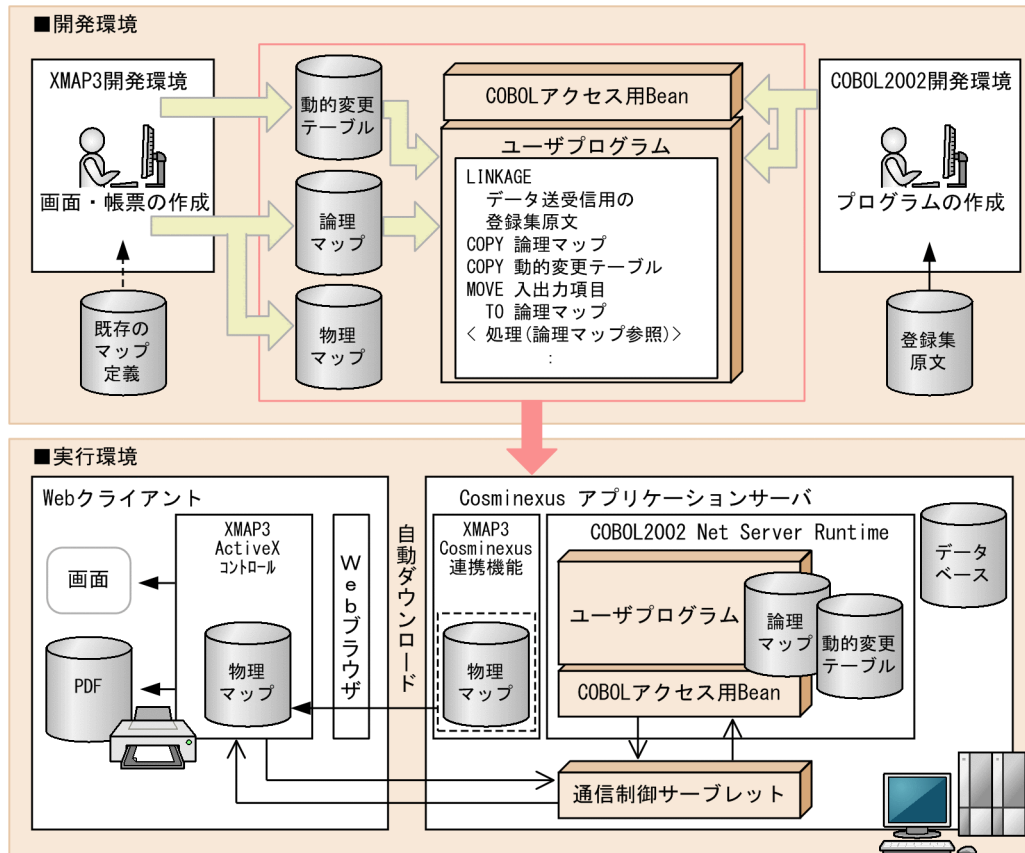 ■開発環境
XMAP3開発環境
画面・帳票の作成
既存の
マップ
定義
動的変更
テーブル
論理
マップ
物理
マップ
COBOLアクセス用Bean
ユーザプログラム
LINKAGE
データ送受信用の
登録集原文
COPY 論理マップ
COPY 動的変更テーブル
MOVE 入出力項目
TO 論理マップ
< 処理(論理マップ参照)>
:
COBOL2002開発環境
プログラムの作成
登録集
原文
■実行環境
Webクライアント
画面
PDF
XMAP3
ActiveX
コントロール
物理
マップ
Webブラウザ
自動ダウンロード
Cosminexus アプリケーションサーバ
XMAP3
Cosminexus
連携機能
物理
マップ
COBOL2002 Net Server Runtime
ユーザプログラム
論理
マップ
動的変更
テーブル
COBOLアクセス用Bean
通信制御サーブレット
データ
ベース